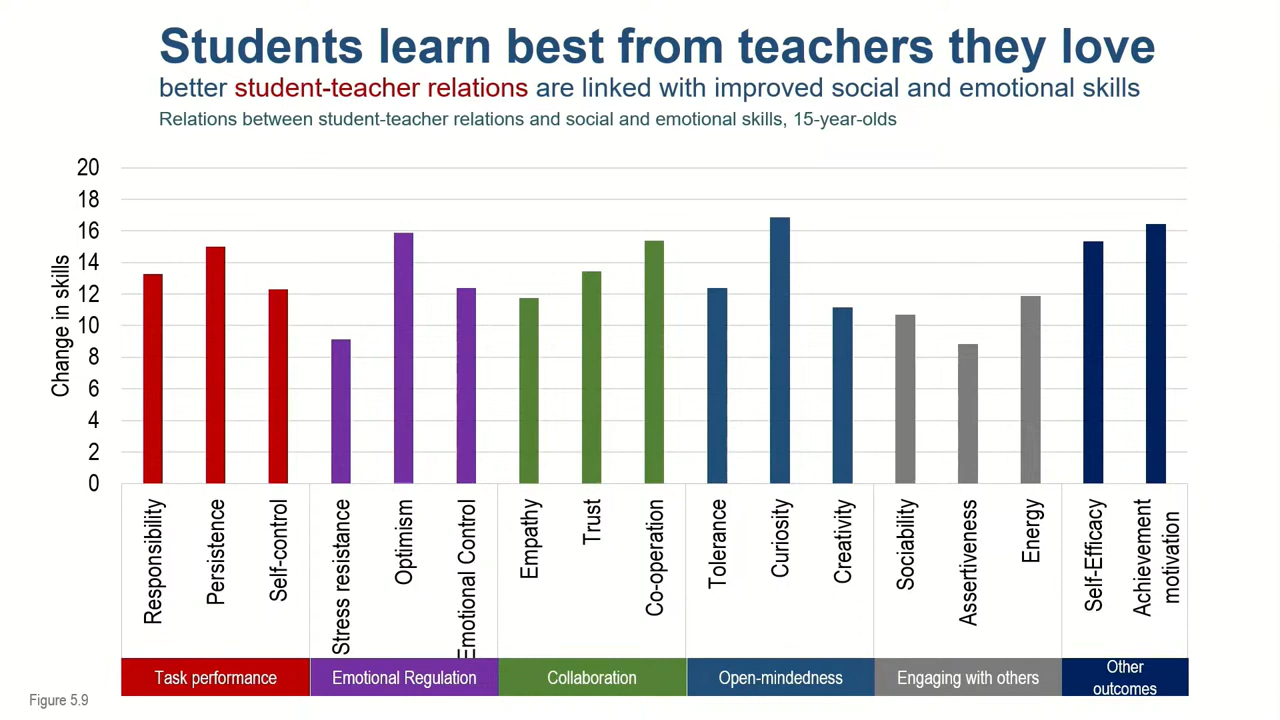 Students learn best from teachers they love
better student-teacher relations are linked with improved social and emotional skills
Relations between student-teacher relations and social and emotional skills, 15-year-olds
Change in skills
20
18
16
14
12
10
8
6
4
2
0
Responsibility
Persistence
Self-control
Stress resistance
Optimism
Emotional Control
Empathy
Trust
Co-operation
Tolerance
Curiosity
Creativity
Sociability
Assertiveness
Energy
Self-Efficacy
Achievement
motivation
Task performance
Emotional Regulation
Collaboration
Open-mindedness
Engaging with others
Other
outcomes
Figure 5.9